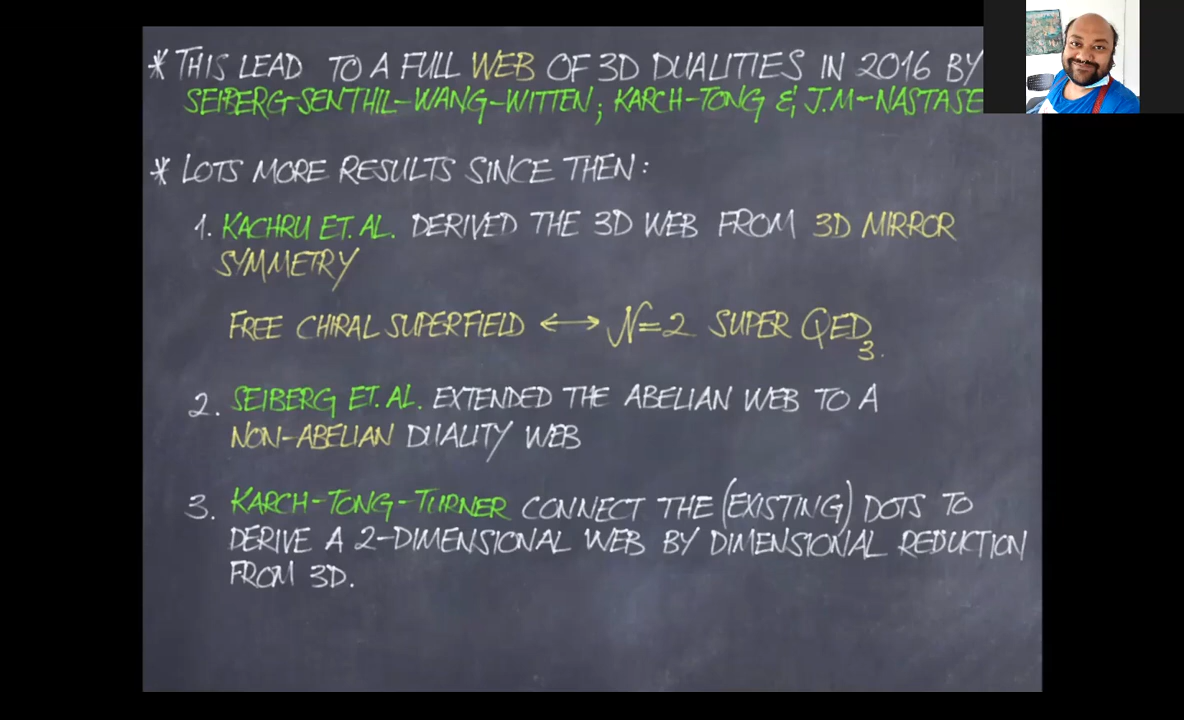 * THIS LEAD TO A FULL WEB OF 3D DUALITIES IN 2016 BY
SEIBERG-SENTHIL-WANG-WITTEN; KARCH-TONG & J.M-NASTASE
* LOTS MORE RESULTS SINCE THEN:
1. KACHRU ET. AL. DERIVED THE 3D WEB FROM 3D MIRROR
SYMMETRY
FREE CHIRAL SUPERFIELD ↔ N=2 SUPER QED₃.
2. SEIBERG ET. AL. EXTENDED THE ABELIAN WEB TO A
NON-ABELIAN DUALITY WEB
3. KARCH-TONG-TURNER CONNECT THE (EXISTING) DOTS TO
DERIVE A 2-DIMENSIONAL WEB BY DIMENSIONAL REDUCTION
FROM 3D.